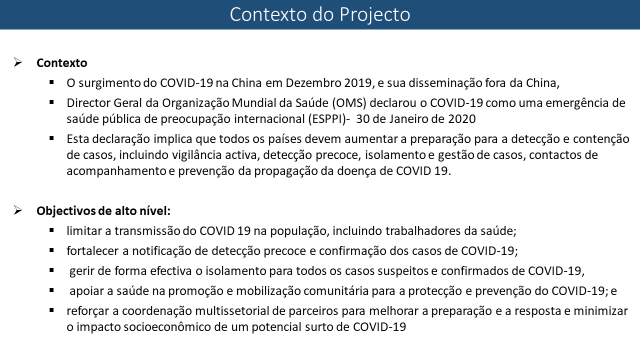 Contexto do Projecto
➢ Contexto
▪ O surgimento do COVID-19 na China em Dezembro 2019, e sua disseminação fora da China,
▪ Director Geral da Organização Mundial da Saúde (OMS) declarou o COVID-19 como uma emergência de
saúde pública de preocupação internacional (ESPPI)- 30 de Janeiro de 2020
▪ Esta declaração implica que todos os países devem aumentar a preparação para a detecção e contenção
de casos, incluindo vigilância activa, detecção precoce, isolamento e gestão de casos, contactos de
acompanhamento e prevenção da propagação da doença de COVID 19.
➢ Objectivos de alto nível:
▪ limitar a transmissão do COVID 19 na população, incluindo trabalhadores da saúde;
▪ fortalecer a notificação de detecção precoce e confirmação dos casos de COVID-19;
▪ gerir de forma efectiva o isolamento para todos os casos suspeitos e confirmados de COVID-19,
▪ apoiar a saúde na promoção e mobilização comunitária para a protecção e prevenção do COVID-19; e
▪ reforçar a coordenação multissetorial de parceiros para melhorar a preparação e a resposta e minimizar
o impacto socioeconômico de um potencial surto de COVID-19